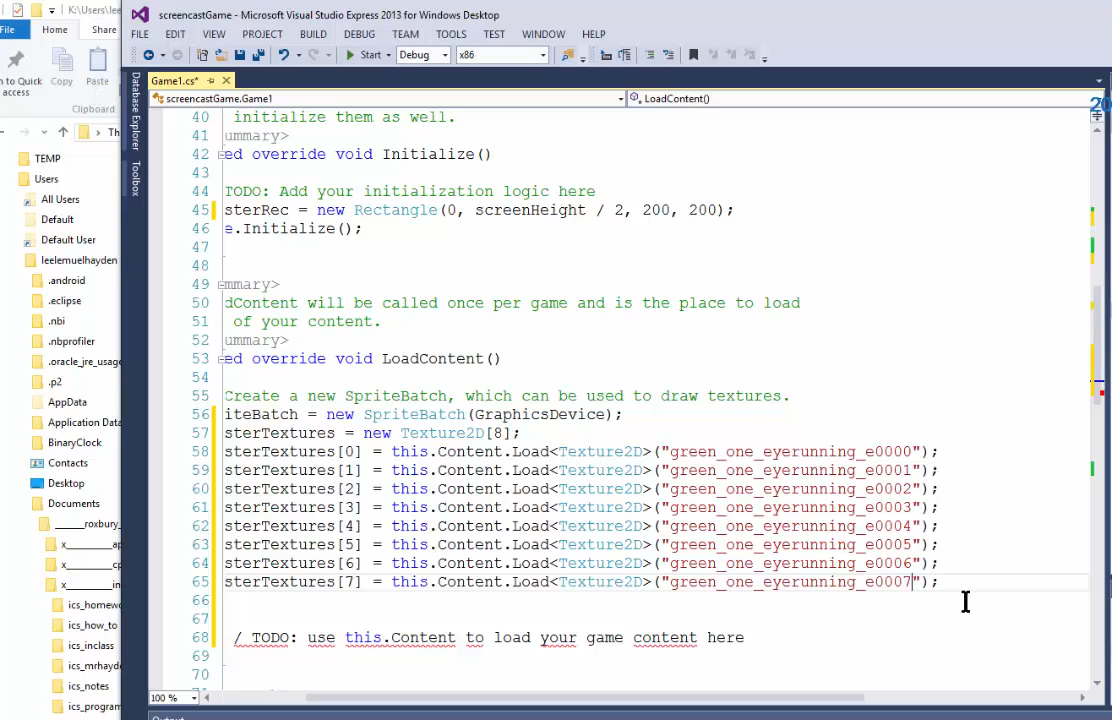 K:\Users\lee
screencastGame - Microsoft Visual Studio Express 2013 for Windows Desktop
File
Home
Share
FILE EDIT VIEW PROJECT BUILD DEBUG TEAM TOOLS TEST WINDOW HELP
Start Debug x86
n to Quick
access
Copy
Paste
Clipboard
Th
TEMP
Users
All Users
Default
Default User
leelemuelhayden
.android
.eclipse
.nbi
.nbprofiler
.oracle_jre_usage
.p2
AppData
Application Data
BinaryClock
Contacts
Desktop
Documents
______roxbury_
x________ap
x________cp
x________in
ics_homewo
ics_how_to
ics_inclass
ics_mrhayde
ics_notes
ics_program
Database Explorer
Toolbox
Game1.cs*
screencastGame.Game1
LoadContent()
20
40 initialize them as well.
41 ummary>
42 ed override void Initialize()
43
44 TODO: Add your initialization logic here
45 sterRec = new Rectangle(0, screenHeight / 2, 200, 200);
46 e.Initialize();
47
48
49 mmary>
50 dContent will be called once per game and is the place to load
51 of your content.
52 ummary>
53 ed override void LoadContent()
54
55 Create a new SpriteBatch, which can be used to draw textures.
56 iteBatch = new SpriteBatch(GraphicsDevice);
57 sterTextures = new Texture2D[8];
58 sterTextures[0] = this.Content.Load<Texture2D>("green_one_eyerunning_e0000");
59 sterTextures[1] = this.Content.Load<Texture2D>("green_one_eyerunning_e0001");
60 sterTextures[2] = this.Content.Load<Texture2D>("green_one_eyerunning_e0002");
61 sterTextures[3] = this.Content.Load<Texture2D>("green_one_eyerunning_e0003");
62 sterTextures[4] = this.Content.Load<Texture2D>("green_one_eyerunning_e0004");
63 sterTextures[5] = this.Content.Load<Texture2D>("green_one_eyerunning_e0005");
64 sterTextures[6] = this.Content.Load<Texture2D>("green_one_eyerunning_e0006");
65 sterTextures[7] = this.Content.Load<Texture2D>("green_one_eyerunning_e0007");
66
67
68 / TODO: use this.Content to load your game content here
69
70
100 %